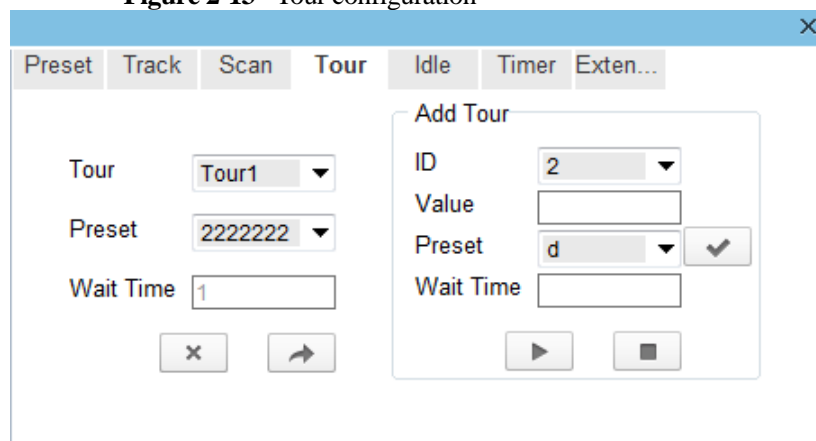 Figure 2-13 Tour configuration
Preset Track Scan Tour Idle Timer Exten...
Tour Tour1
Preset 2222222
Wait Time 1
Add Tour
ID 2
Value
Preset d
Wait Time